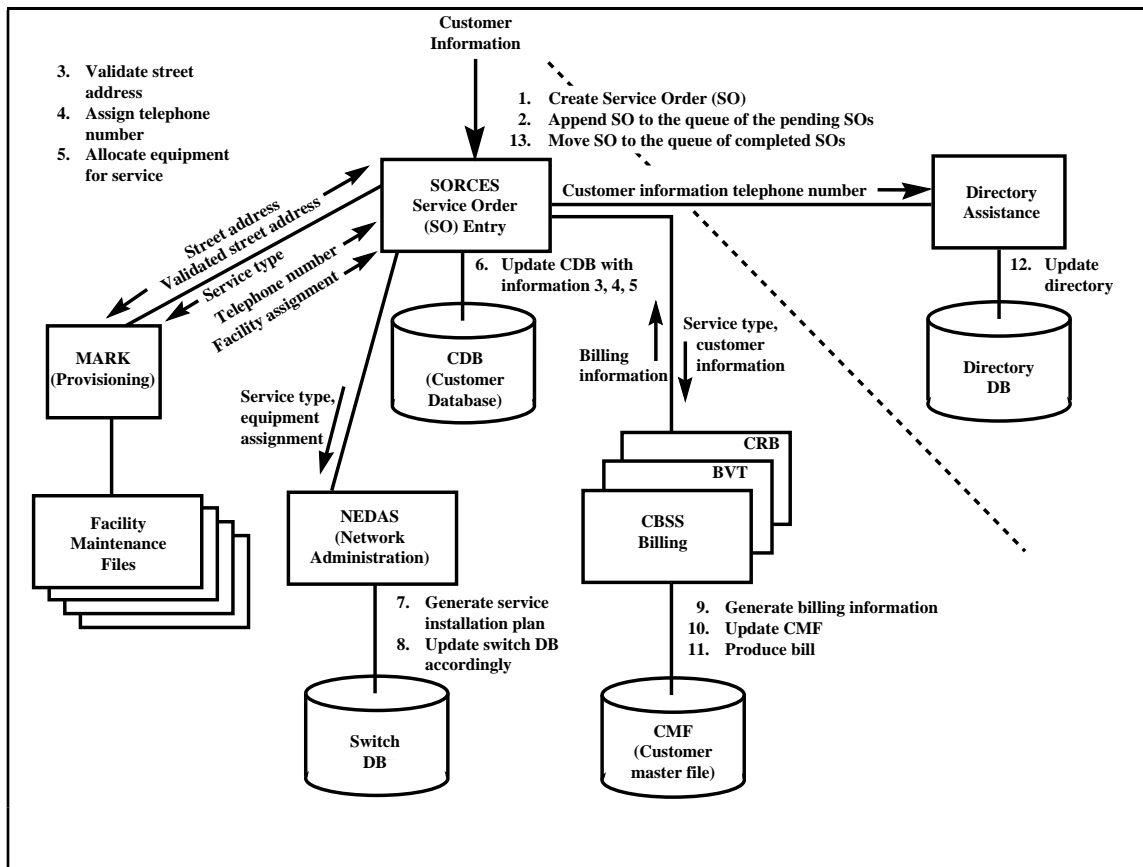 Customer
Information
3. Validate street
address
4. Assign telephone
number
5. Allocate equipment
for service
1. Create Service Order (SO)
2. Append SO to the queue of the pending SOs
13. Move SO to the queue of completed SOs
SORCES
Service Order
(SO) Entry
Customer information telephone number
Directory
Assistance
Street address
Validated street address
Service type
Telephone number
Facility assignment
6. Update CDB with
information 3, 4, 5
12. Update
directory
MARK
(Provisioning)
CDB
(Customer
Database)
Billing
information
Service type,
customer
information
Directory
DB
Service type,
equipment
assignment
CRB
BVT
CBSS
Billing
Facility
Maintenance
Files
NEDAS
(Network
Administration)
7. Generate service
installation plan
8. Update switch DB
accordingly
9. Generate billing information
10. Update CMF
11. Produce bill
Switch
DB
CMF
(Customer
master file)